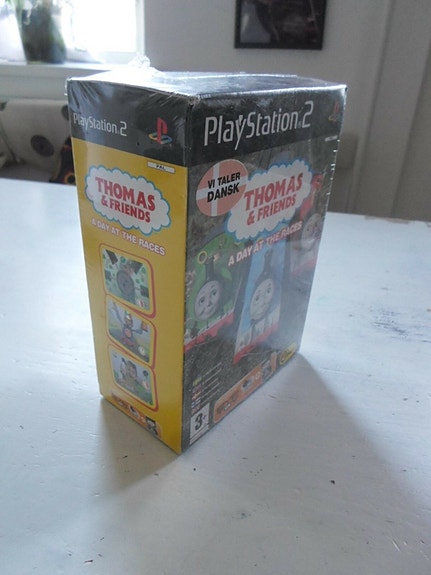 PlayStation 2
THOMAS
& FRIENDS
A DAY AT THE RACES
PlayStation 2
VI TALER
DANSK
THOMAS
& FRIENDS
A DAY AT THE RACES
3+